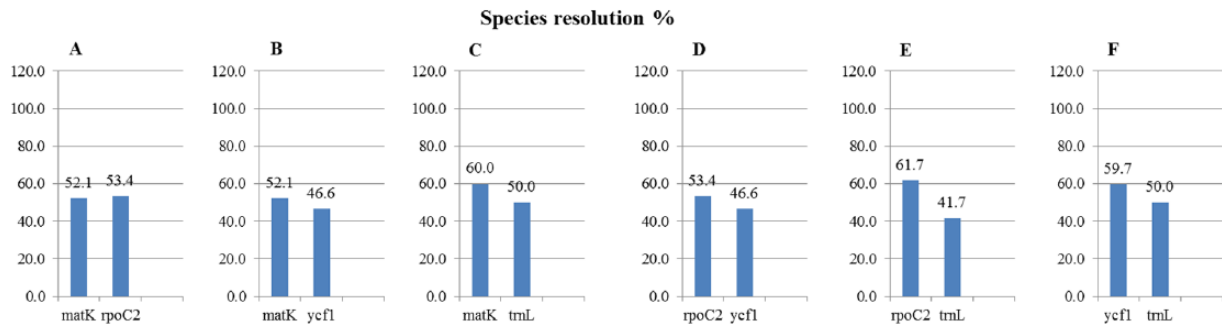 Species resolution %
A B C D E F
120.0 120.0 120.0 120.0 120.0 120.0
100.0 100.0 100.0 100.0 100.0 100.0
80.0 80.0 80.0 80.0 80.0 80.0
60.0 60.0 60.0 60.0 60.0 60.0
40.0 40.0 40.0 40.0 40.0 40.0
20.0 20.0 20.0 20.0 20.0 20.0
0.0 0.0 0.0 0.0 0.0 0.0
52.1 53.4 52.1 46.6 60.0 50.0 53.4 46.6 61.7 41.7 59.7 50.0
matK rpoC2 matK ycf1 matK trnL rpoC2 ycf1 rpoC2 trnL ycf1 trnL